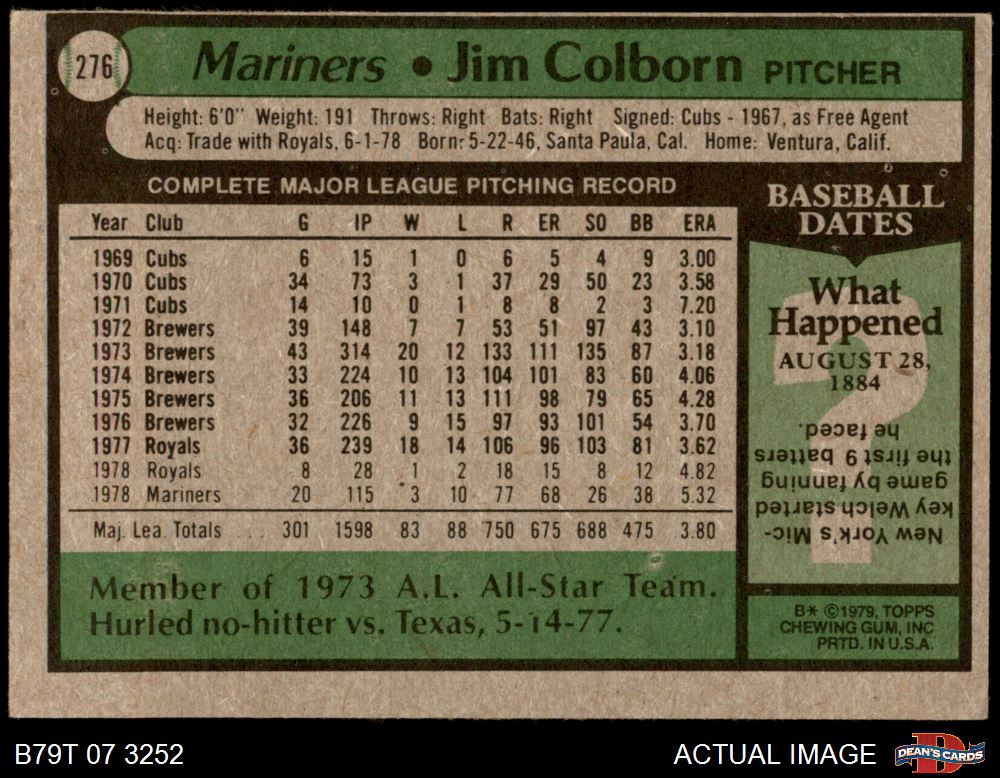 276
Mariners • Jim Colborn PITCHER
Height: 6'0" Weight: 191 Throws: Right Bats: Right Signed: Cubs - 1967, as Free Agent
Acq: Trade with Royals, 6-1-78 Born: 5-22-46, Santa Paula, Cal. Home: Ventura, Calif.
COMPLETE MAJOR LEAGUE PITCHING RECORD
Year Club G IP W L R ER SO BB ERA
1969 Cubs 6 15 1 0 6 5 4 9 3.00
1970 Cubs 34 73 3 1 37 29 50 23 3.58
1971 Cubs 14 10 0 1 8 8 2 3 7.20
1972 Brewers 39 148 7 7 53 51 97 43 3.10
1973 Brewers 43 314 20 12 133 111 135 87 3.18
1974 Brewers 33 224 10 13 104 101 83 60 4.06
1975 Brewers 36 206 11 13 111 98 79 65 4.28
1976 Brewers 32 226 9 15 97 93 101 54 3.70
1977 Royals 36 239 18 14 106 96 103 81 3.62
1978 Royals 8 28 1 2 18 15 8 12 4.82
1978 Mariners 20 115 3 10 77 68 26 38 5.32
Maj. Lea. Totals ... 301 1598 83 88 750 675 688 475 3.80
Member of 1973 A.L. All-Star Team.
Hurled no-hitter vs. Texas, 5-14-77.
BASEBALL
DATES
What
Happened
AUGUST 28,
1884
New York's Mic-
key Welch started
game by fanning
the first 9 batters
he faced.
B* ©1979, TOPPS
CHEWING GUM, INC
PRTD. IN U.S.A.
B79T 07 3252
ACTUAL IMAGE
DEAN'S CARDS